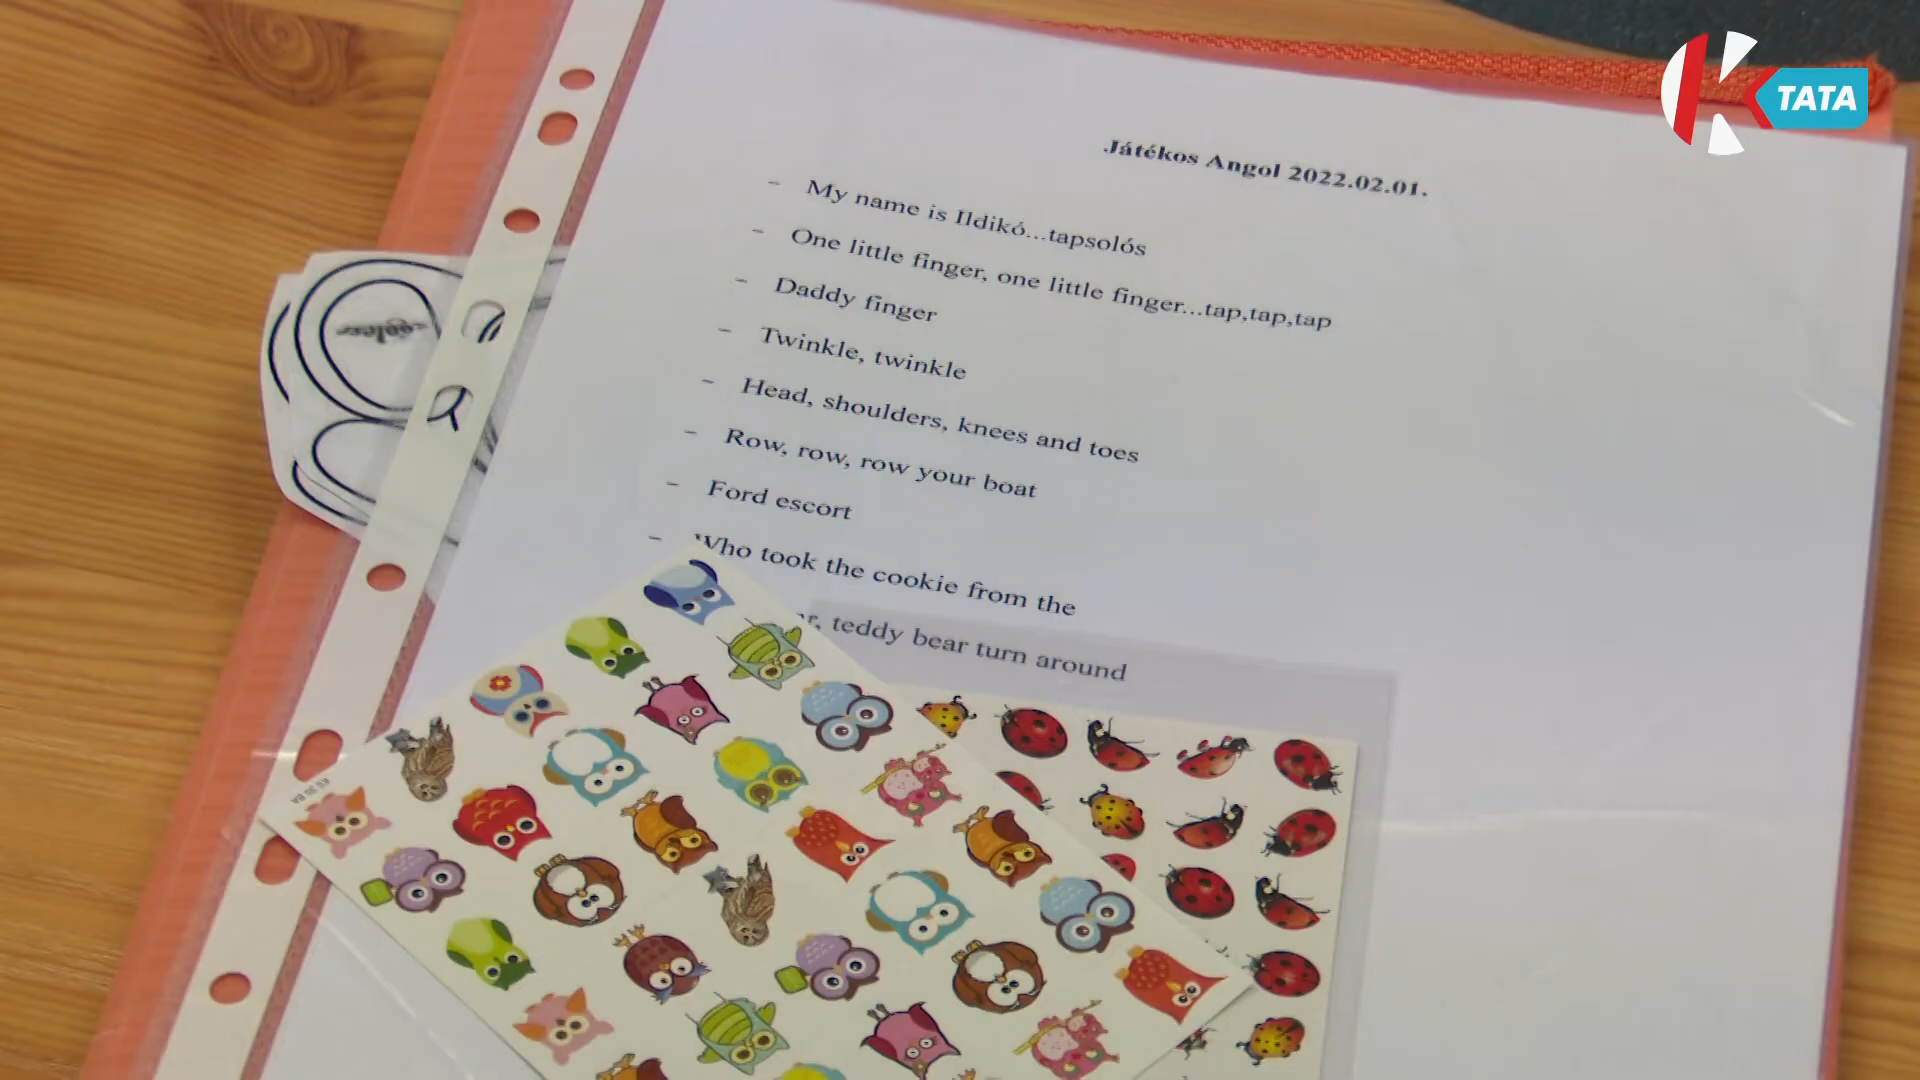 K TATA
Játékos Angol 2022.02.01.
- My name is Ildikó...tapsolós
- One little finger, one little finger...tap,tap,tap
- Daddy finger
- Twinkle, twinkle
- Head, shoulders, knees and toes
- Row, row, row your boat
- Ford escort
- Who took the cookie from the
teddy bear turn around